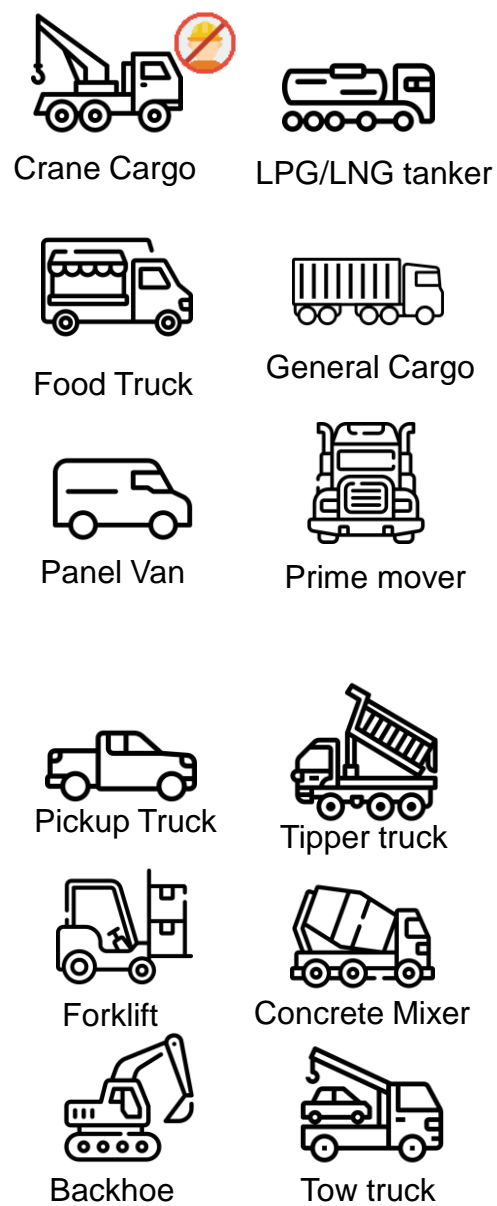 Crane Cargo
LPG/LNG tanker
Food Truck
General Cargo
Panel Van
Prime mover
Pickup Truck
Tipper truck
Forklift
Concrete Mixer
Backhoe
Tow truck